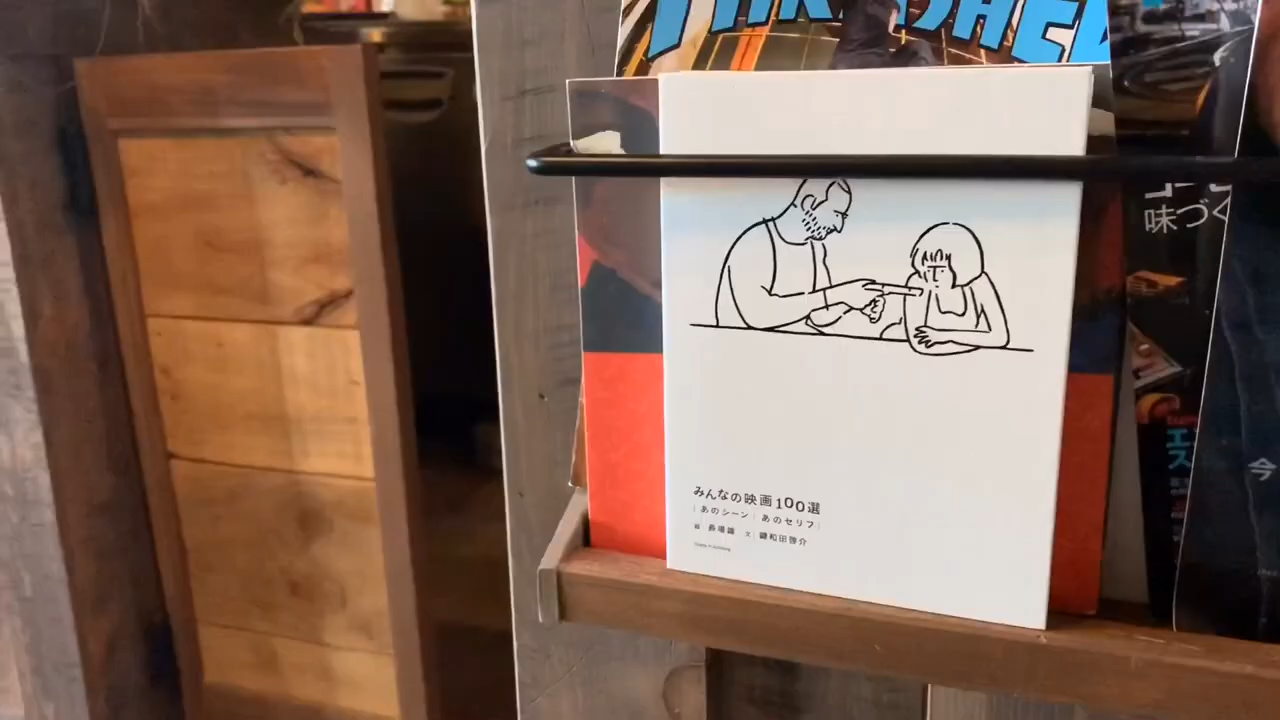 THRASHER
味づく
みんなの映画100選
| あのシーン | あのセリフ |
絵 長場雄 文 鍵和田啓介
エ
ス
今